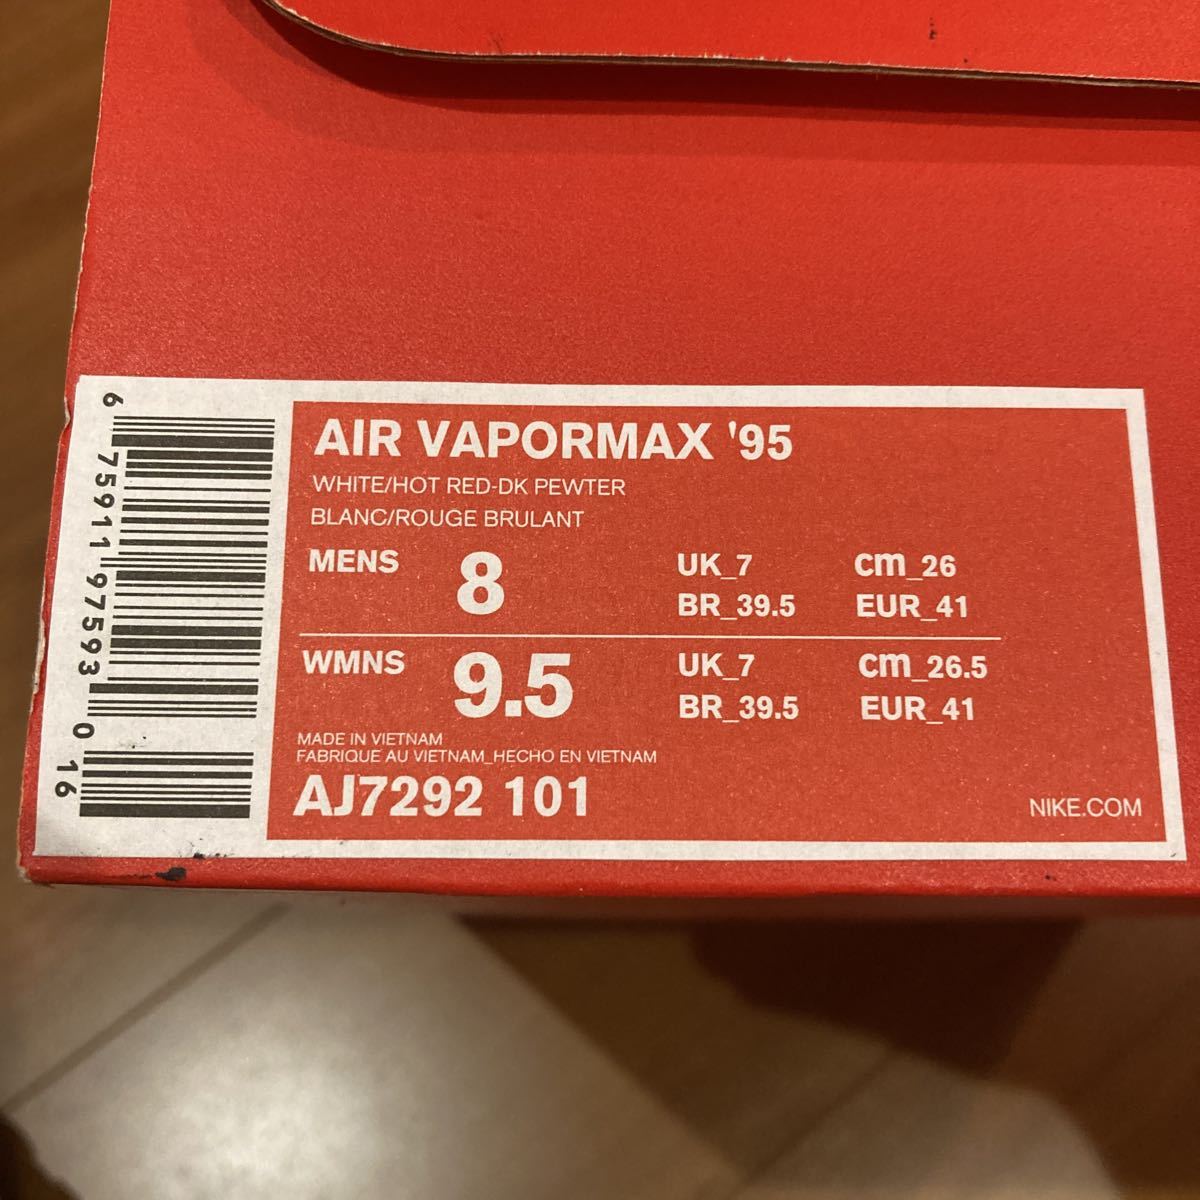 AIR VAPORMAX '95
WHITE/HOT RED-DK PEWTER
BLANC/ROUGE BRULANT
MENS 8 UK_7 cm_26
BR_39.5 EUR_41
WMNS 9.5 UK_7 cm_26.5
BR_39.5 EUR_41
MADE IN VIETNAM
FABRIQUE AU VIETNAM_HECHO EN VIETNAM
AJ7292 101 NIKE.COM
6 75911 97593 0 16